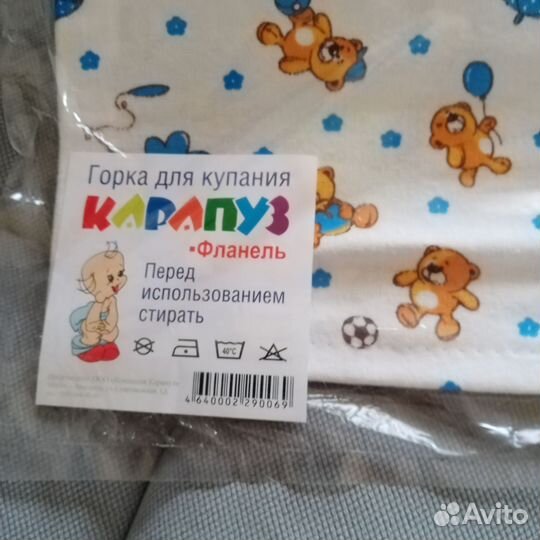 Горка для купания
КАРАПУЗ
•Фланель
Перед
использованием
стирать
40°C
4640002290069
Avito